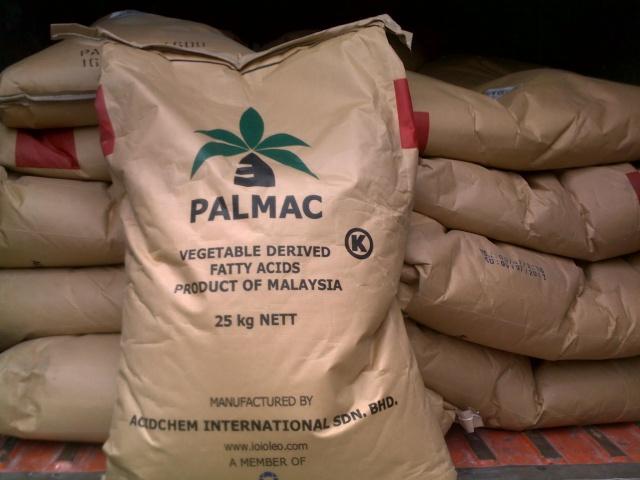 PALMAC
K
VEGETABLE DERIVED
FATTY ACIDS
PRODUCT OF MALAYSIA
25 kg NETT
MANUFACTURED BY
ACIDCHEM INTERNATIONAL SDN. BHD.
www.ioioleo.com
A MEMBER OF